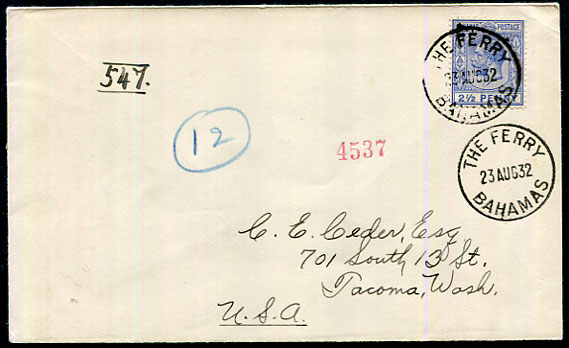 547.
12
4537
POSTAGE
2½ PENCE
THE FERRY
23 AUG 32
BAHAMAS
THE FERRY
23 AUG 32
BAHAMAS
C. E. Ceder, Esq
701 South 13 St.
Tacoma, Wash.
U.S.A.